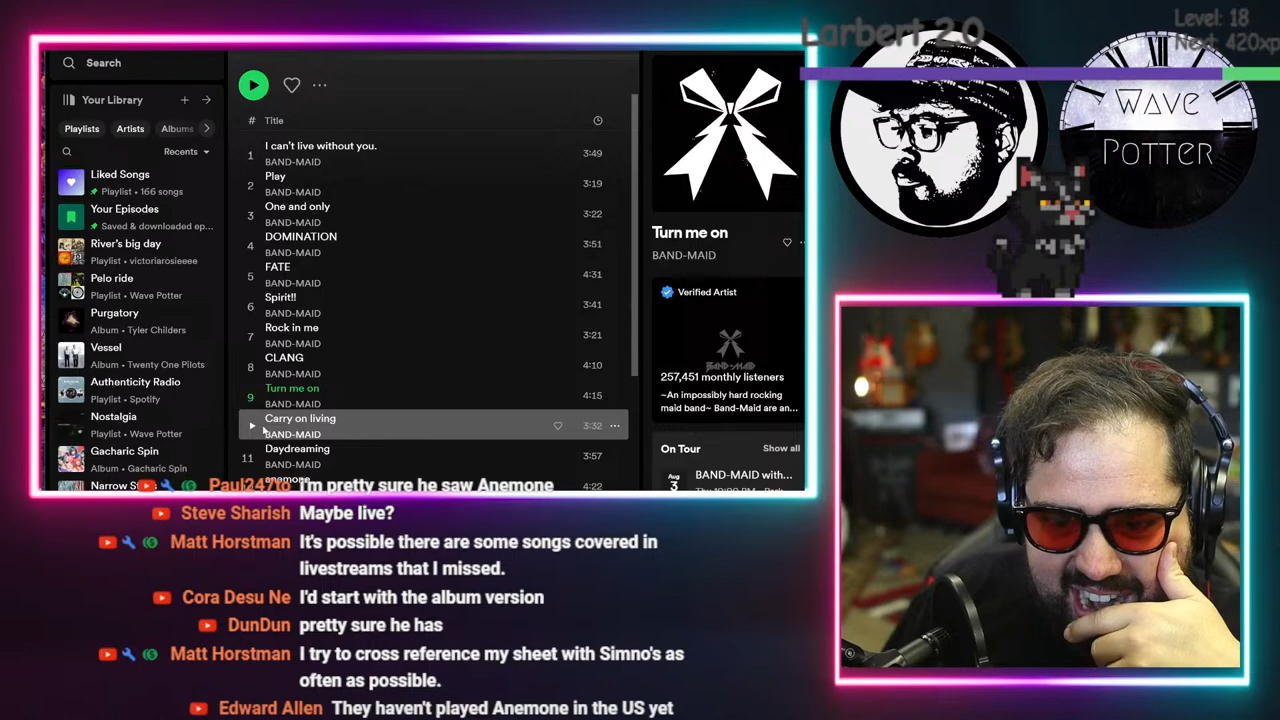 Larbert 2.0
Level: 18
Next: 420xp
WAVE
POTTER
Search
Your Library
Playlists
Artists
Albums
Recents
Liked Songs
Playlist • 166 songs
Your Episodes
Saved & downloaded ep...
River's big day
Playlist • victoriarosieeee
Pelo ride
Playlist • Wave Potter
Purgatory
Album • Tyler Childers
Vessel
Album • Twenty One Pilots
Authenticity Radio
Playlist • Spotify
Nostalgia
Playlist • Wave Potter
Gacharic Spin
Album • Gacharic Spin
# Title
1 I can't live without you. 3:49
BAND-MAID
2 Play 3:19
BAND-MAID
3 One and only 3:22
BAND-MAID
4 DOMINATION 3:51
BAND-MAID
5 FATE 4:31
BAND-MAID
6 Spirit!! 3:41
BAND-MAID
7 Rock in me 3:21
BAND-MAID
8 CLANG 4:10
BAND-MAID
9 Turn me on 4:15
BAND-MAID
Carry on living 3:32
BAND-MAID
11 Daydreaming 3:57
BAND-MAID
anemone 4:22
Turn me on
BAND-MAID
Verified Artist
BAND-MAID
257,451 monthly listeners
~An impossibly hard rocking
maid band~ Band-Maid are an...
On Tour Show all
Aug
3
BAND-MAID with...
Paul247to I'm pretty sure he saw Anemone
Steve Sharish Maybe live?
Matt Horstman It's possible there are some songs covered in
livestreams that I missed.
Cora Desu Ne I'd start with the album version
DunDun pretty sure he has
Matt Horstman I try to cross reference my sheet with Simno's as
often as possible.
Edward Allen They haven't played Anemone in the US yet